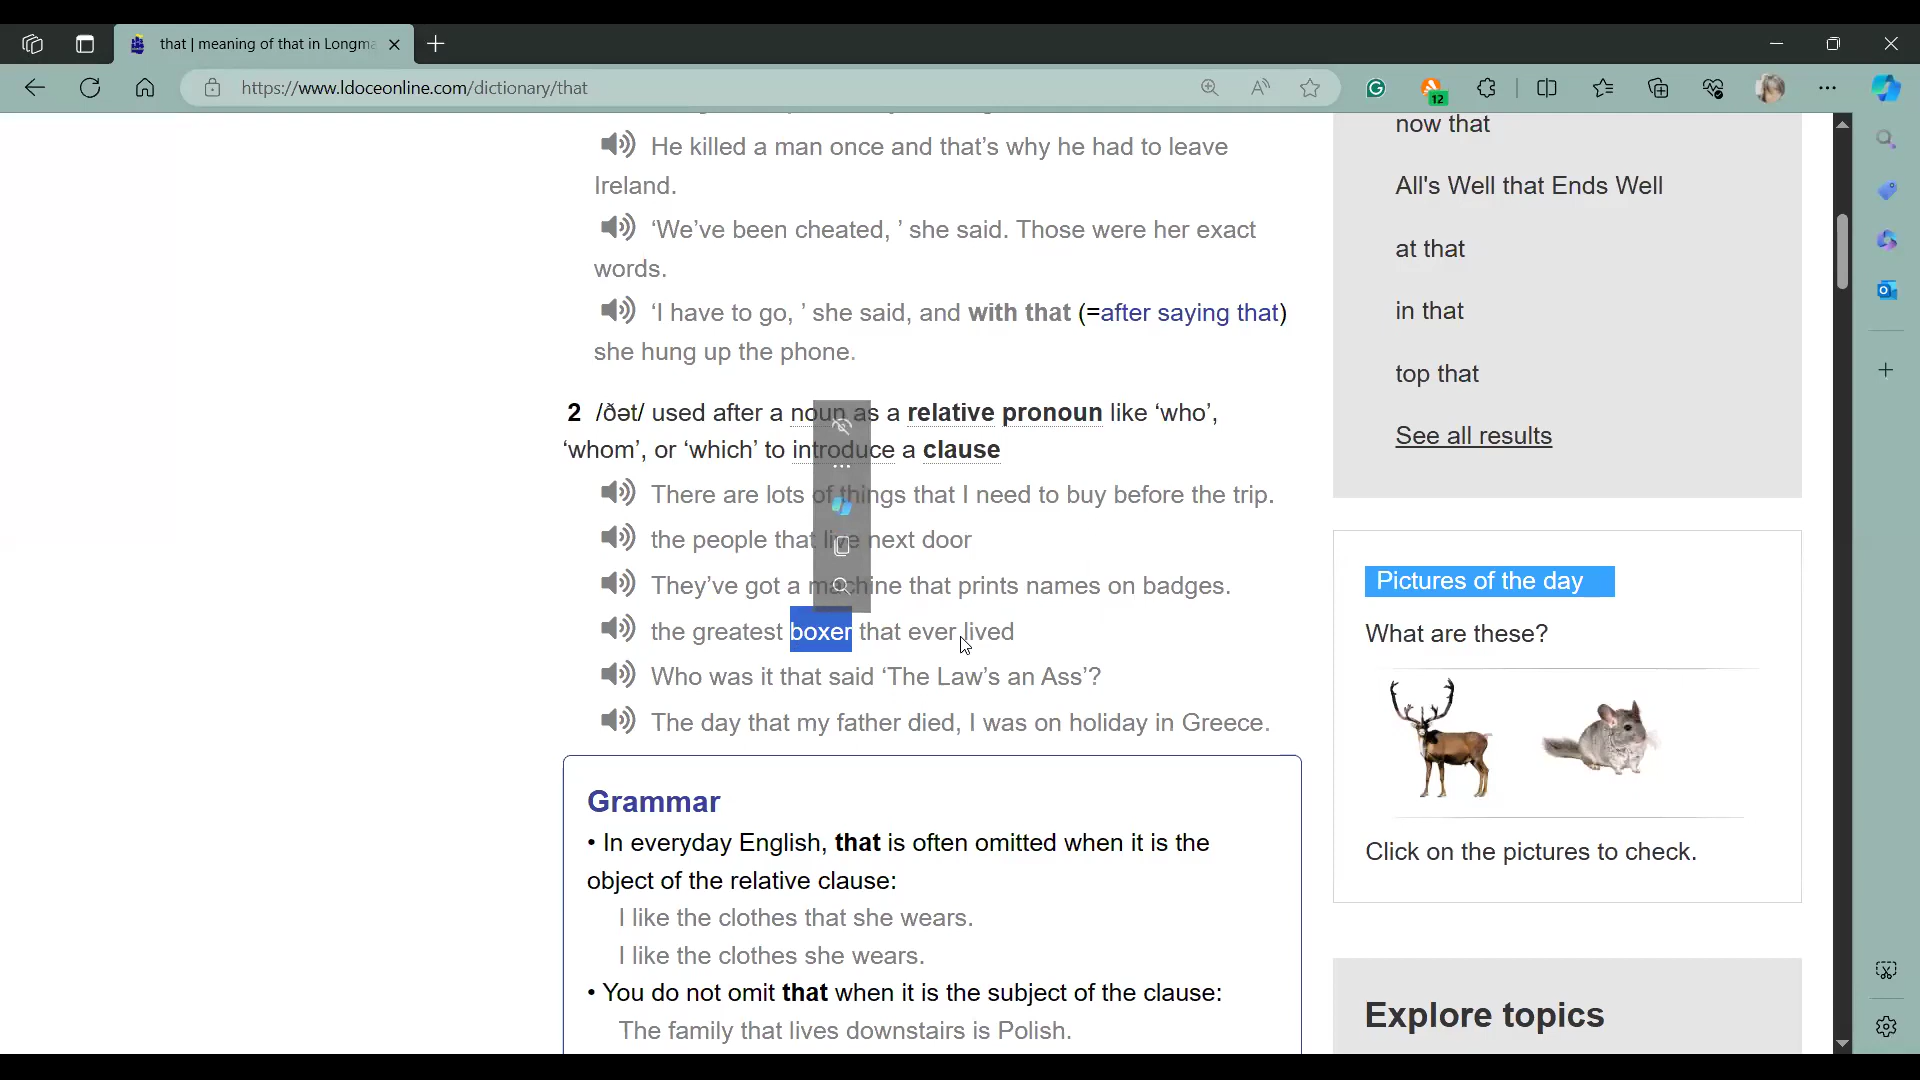 that | meaning of that in Longma
https://www.ldoceonline.com/dictionary/that
12
He killed a man once and that’s why he had to leave
Ireland.
‘We’ve been cheated, ’ she said. Those were her exact
words.
‘I have to go, ’ she said, and with that (=after saying that)
she hung up the phone.
2 /ðət/ used after a noun as a relative pronoun like ‘who’,
‘whom’, or ‘which’ to introduce a clause
There are lots of things that I need to buy before the trip.
the people that live next door
They’ve got a machine that prints names on badges.
the greatest boxer that ever lived
Who was it that said ‘The Law’s an Ass’?
The day that my father died, I was on holiday in Greece.
Grammar
• In everyday English, that is often omitted when it is the
object of the relative clause:
I like the clothes that she wears.
I like the clothes she wears.
• You do not omit that when it is the subject of the clause:
The family that lives downstairs is Polish.
now that
All's Well that Ends Well
at that
in that
top that
See all results
Pictures of the day
What are these?
Click on the pictures to check.
Explore topics